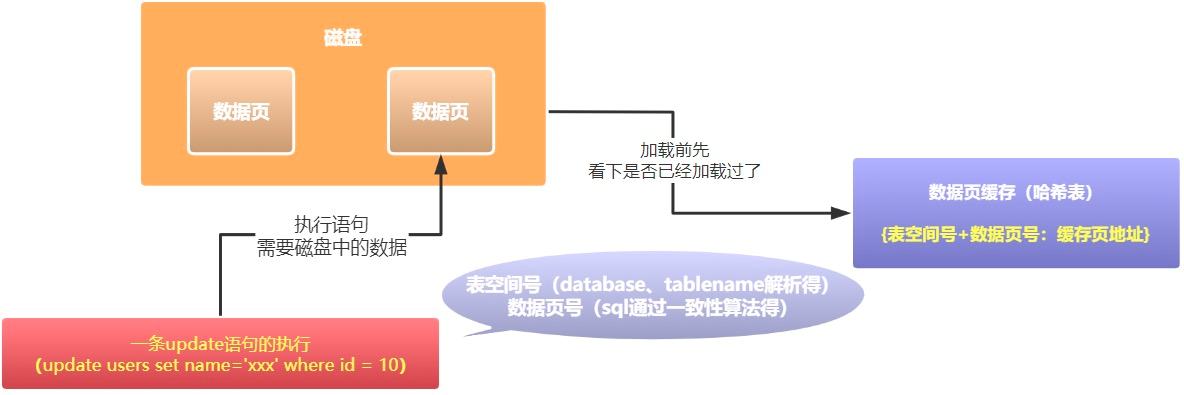 磁盘
数据页
数据页
加载前先
看下是否已经加载过了
数据页缓存（哈希表）
{表空间号+数据页号：缓存页地址}
执行语句
需要磁盘中的数据
表空间号（database、tablename解析得）
数据页号（sql通过一致性算法得）
一条update语句的执行
（update users set name='xxx' where id = 10）